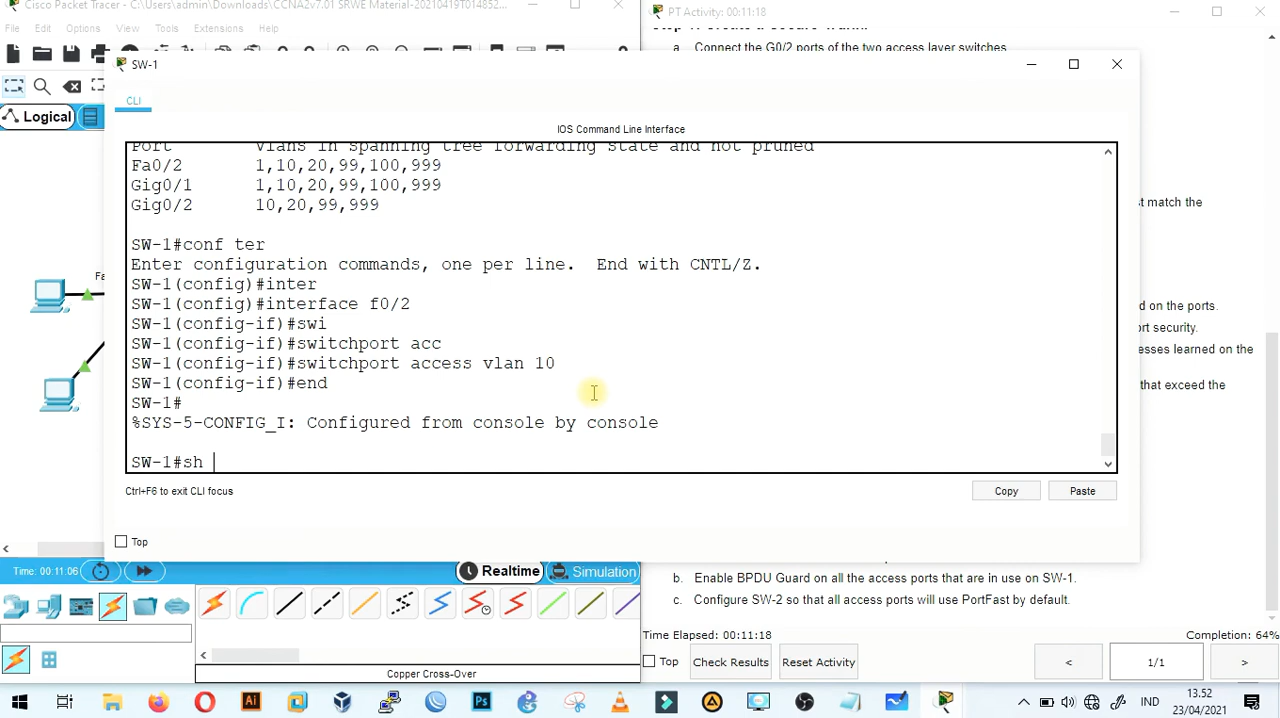 Cisco Packet Tracer - C:\Users\admin\Downloads\CCNA2v7.01 SRWE Material-20210419T014852
File Edit Options View Tools Extensions Help
PT Activity: 00:11:18
a. Connect the G0/2 ports of the two access layer switches
Logical
SW-1
CLI
IOS Command Line Interface
Port        Vlans in spanning tree forwarding state and not pruned
Fa0/2       1,10,20,99,100,999
Gig0/1      1,10,20,99,100,999
Gig0/2      10,20,99,999
SW-1#conf ter
Enter configuration commands, one per line.  End with CNTL/Z.
SW-1(config)#inter
SW-1(config)#interface f0/2
SW-1(config-if)#swi
SW-1(config-if)#switchport acc
SW-1(config-if)#switchport access vlan 10
SW-1(config-if)#end
SW-1#
%SYS-5-CONFIG_I: Configured from console by console
SW-1#sh
Ctrl+F6 to exit CLI focus
Copy
Paste
Top
Fa
st match the
d on the ports.
ort security.
esses learned on the
that exceed the
Time: 00:11:06
Realtime
Simulation
Copper Cross-Over
b. Enable BPDU Guard on all the access ports that are in use on SW-1.
c. Configure SW-2 so that all access ports will use PortFast by default.
Time Elapsed: 00:11:18
Completion: 64%
Top
Check Results
Reset Activity
<
1/1
>
IND
13.52
23/04/2021